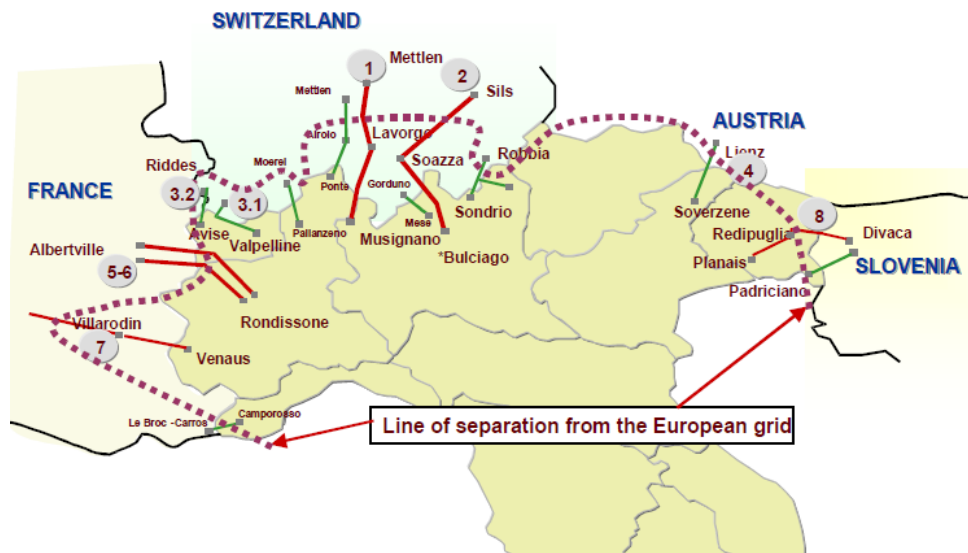 SWITZERLAND
1
Mettlen
2
Mettlen
Sils
AUSTRIA
Airolo
Lavorgo
Riddes
Moerel
Soazza
Robbia
Lienz
4
FRANCE
3.2
3.1
Ponte
Gorduno
Sondrio
Soverzene
8
Avise
Valpelline
Pallanzeno
Musignano
Mese
Redipuglia
Divaca
Albertville
*Bulciago
Planais
SLOVENIA
5-6
Padriciano
Rondissone
Villarodin
7
Venaus
Camporosso
Le Broc -Carros
Line of separation from the European grid